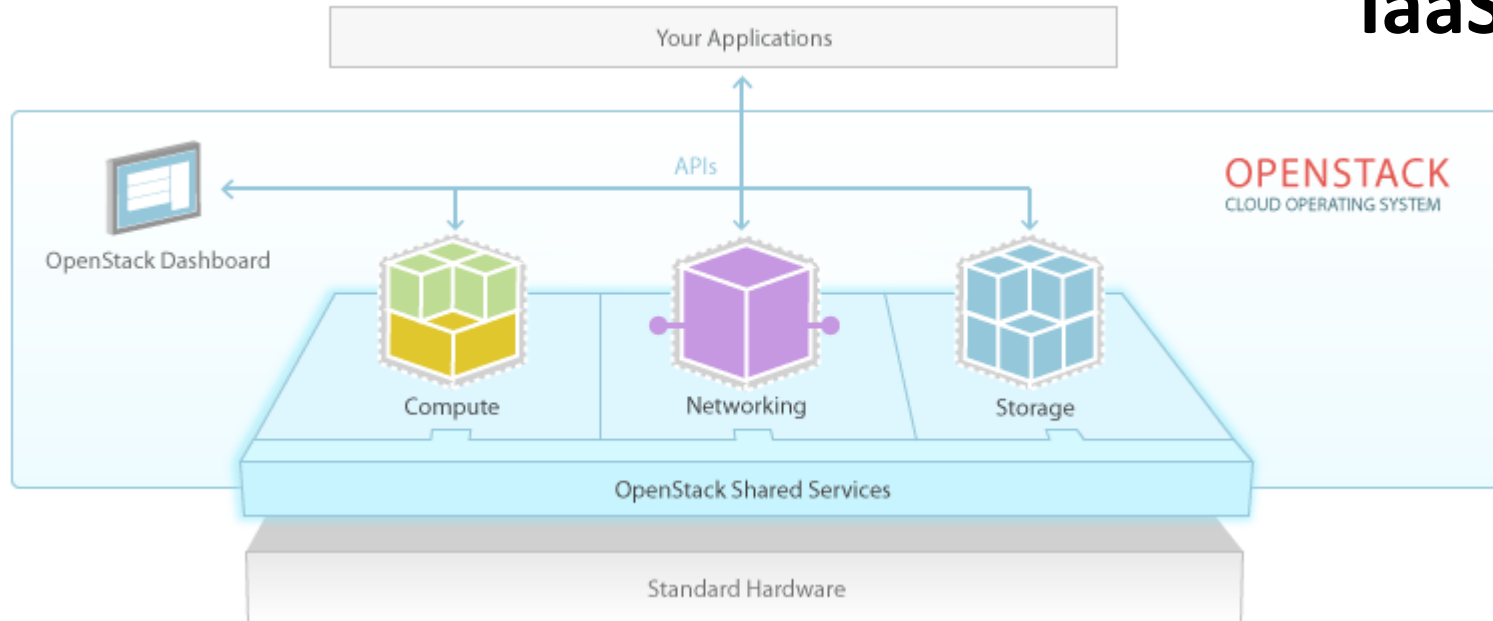 IaaS
Your Applications
APIs
OPENSTACK
CLOUD OPERATING SYSTEM
OpenStack Dashboard
Compute
Networking
Storage
OpenStack Shared Services
Standard Hardware